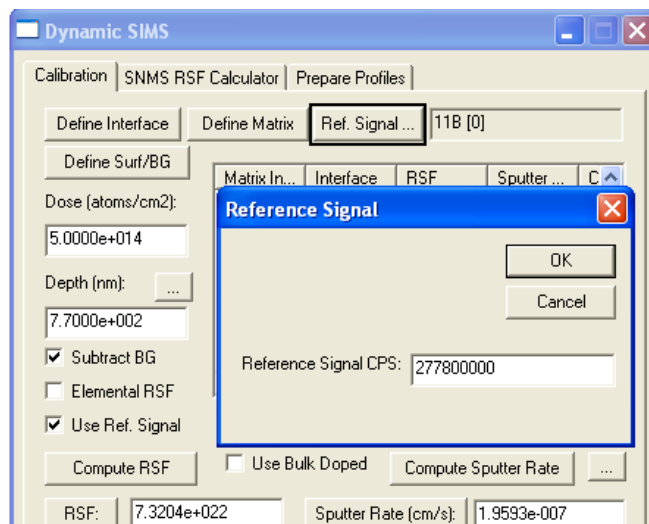 Dynamic SIMS
Calibration SNMS RSF Calculator Prepare Profiles
Define Interface Define Matrix Ref. Signal ... 11B [0]
Define Surf/BG
Matrix In... Interface RSF Sputter ... C
Dose (atoms/cm2):
5.0000e+014
Depth (nm): ...
7.7000e+002
Subtract BG
Elemental RSF
Use Ref. Signal
Reference Signal
OK
Cancel
Reference Signal CPS: 277800000
Compute RSF Use Bulk Doped Compute Sputter Rate ...
RSF: 7.3204e+022 Sputter Rate (cm/s): 1.9593e-007